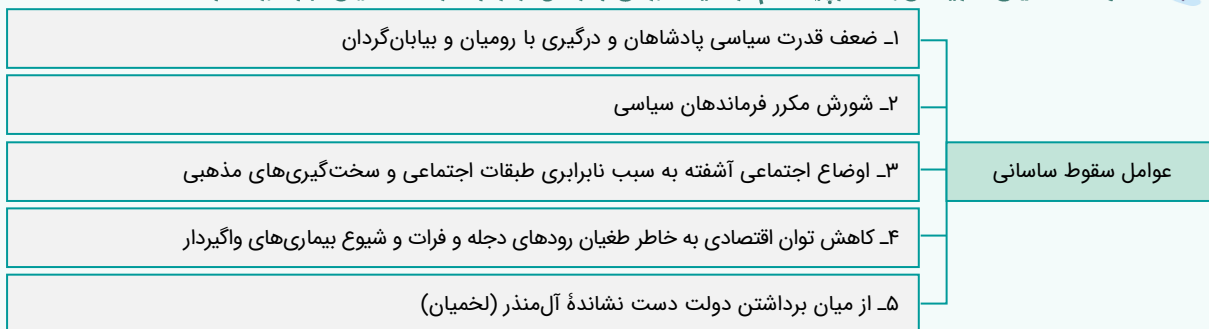 عوامل سقوط ساسانی
۱ـ ضعف قدرت سیاسی پادشاهان و درگیری با رومیان و بیابان‌گردان
۲ـ شورش مکرر فرماندهان سیاسی
۳ـ اوضاع اجتماعی آشفته به سبب نابرابری طبقات اجتماعی و سخت‌گیری‌های مذهبی
۴ـ کاهش توان اقتصادی به خاطر طغیان رودهای دجله و فرات و شیوع بیماری‌های واگیردار
۵ـ از میان برداشتن دولت دست نشاندهٔ آل‌منذر (لخمیان)